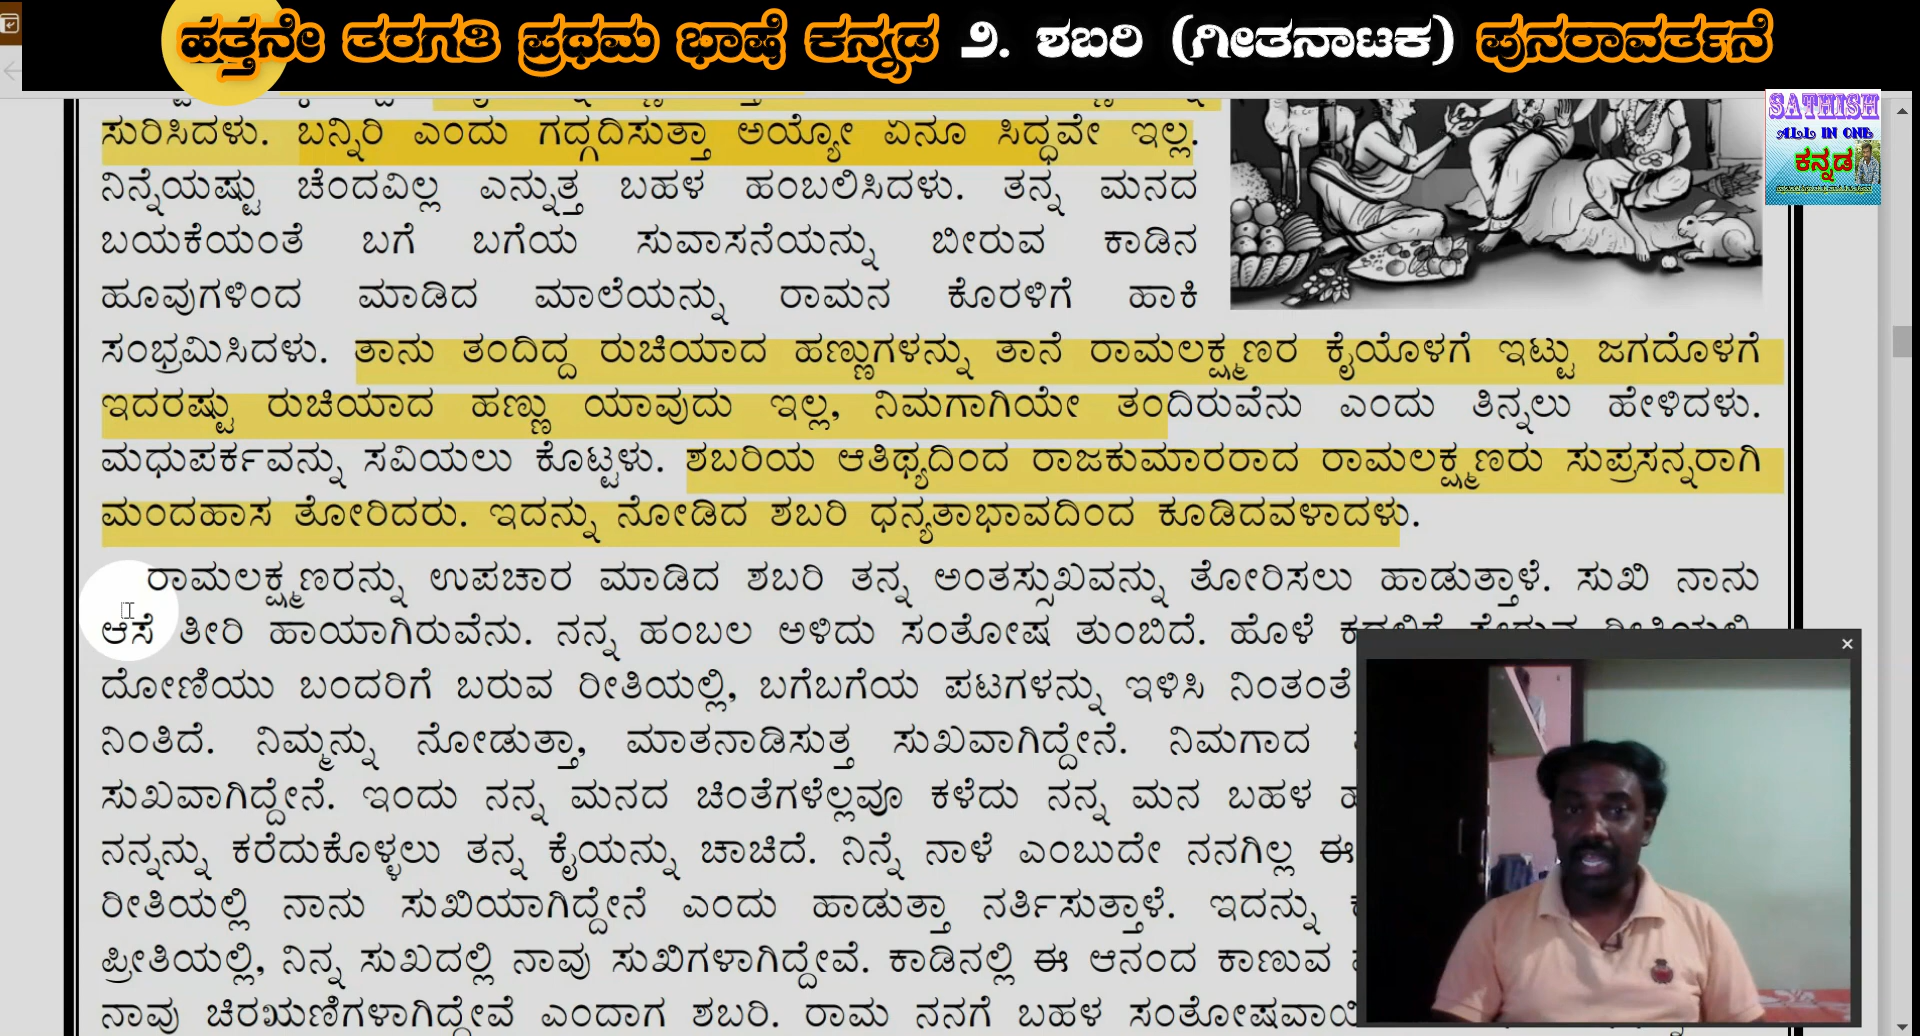 ಹತ್ತನೇ ತರಗತಿ ಪ್ರಥಮ ಭಾಷೆ ಕನ್ನಡ ೨. ಶಬರಿ (ಗೀತನಾಟಕ) ಪುನರಾವರ್ತನೆ
SATHISH
ALL IN ONE
ಕನ್ನಡ
ಸುರಿಸಿದಳು. ಬನ್ನಿರಿ ಎಂದು ಗದ್ಗದಿಸುತ್ತಾ ಅಯ್ಯೋ ಏನೂ ಸಿದ್ಧವೇ ಇಲ್ಲ.
ನಿನ್ನೆಯಷ್ಟು ಚೆಂದವಿಲ್ಲ ಎನ್ನುತ್ತ ಬಹಳ ಹಂಬಲಿಸಿದಳು. ತನ್ನ ಮನದ
ಬಯಕೆಯಂತೆ ಬಗೆ ಬಗೆಯ ಸುವಾಸನೆಯನ್ನು ಬೀರುವ ಕಾಡಿನ
ಹೂವುಗಳಿಂದ ಮಾಡಿದ ಮಾಲೆಯನ್ನು ರಾಮನ ಕೊರಳಿಗೆ ಹಾಕಿ
ಸಂಭ್ರಮಿಸಿದಳು. ತಾನು ತಂದಿದ್ದ ರುಚಿಯಾದ ಹಣ್ಣುಗಳನ್ನು ತಾನೆ ರಾಮಲಕ್ಷ್ಮಣರ ಕೈಯೊಳಗೆ ಇಟ್ಟು ಜಗದೊಳಗೆ
ಇದರಷ್ಟು ರುಚಿಯಾದ ಹಣ್ಣು ಯಾವುದು ಇಲ್ಲ, ನಿಮಗಾಗಿಯೇ ತಂದಿರುವೆನು ಎಂದು ತಿನ್ನಲು ಹೇಳಿದಳು.
ಮಧುಪರ್ಕವನ್ನು ಸವಿಯಲು ಕೊಟ್ಟಳು. ಶಬರಿಯ ಆತಿಥ್ಯದಿಂದ ರಾಜಕುಮಾರರಾದ ರಾಮಲಕ್ಷ್ಮಣರು ಸುಪ್ರಸನ್ನರಾಗಿ
ಮಂದಹಾಸ ತೋರಿದರು. ಇದನ್ನು ನೋಡಿದ ಶಬರಿ ಧನ್ಯತಾಭಾವದಿಂದ ಕೂಡಿದವಳಾದಳು.
ರಾಮಲಕ್ಷ್ಮಣರನ್ನು ಉಪಚಾರ ಮಾಡಿದ ಶಬರಿ ತನ್ನ ಅಂತಸ್ಸುಖವನ್ನು ತೋರಿಸಲು ಹಾಡುತ್ತಾಳೆ. ಸುಖಿ ನಾನು
ಆಸೆ ತೀರಿ ಹಾಯಾಗಿರುವೆನು. ನನ್ನ ಹಂಬಲ ಅಳಿದು ಸಂತೋಷ ತುಂಬಿದೆ. ಹೊಳೆ
ದೋಣಿಯು ಬಂದರಿಗೆ ಬರುವ ರೀತಿಯಲ್ಲಿ, ಬಗೆಬಗೆಯ ಪಟಗಳನ್ನು ಇಳಿಸಿ ನಿಂತಂತೆ
ನಿಂತಿದೆ. ನಿಮ್ಮನ್ನು ನೋಡುತ್ತಾ, ಮಾತನಾಡಿಸುತ್ತ ಸುಖವಾಗಿದ್ದೇನೆ. ನಿಮಗಾದ
ಸುಖವಾಗಿದ್ದೇನೆ. ಇಂದು ನನ್ನ ಮನದ ಚಿಂತೆಗಳೆಲ್ಲವೂ ಕಳೆದು ನನ್ನ ಮನ ಬಹಳ
ನನ್ನನ್ನು ಕರೆದುಕೊಳ್ಳಲು ತನ್ನ ಕೈಯನ್ನು ಚಾಚಿದೆ. ನಿನ್ನೆ ನಾಳೆ ಎಂಬುದೇ ನನಗಿಲ್ಲ ಈ
ರೀತಿಯಲ್ಲಿ ನಾನು ಸುಖಿಯಾಗಿದ್ದೇನೆ ಎಂದು ಹಾಡುತ್ತಾ ನರ್ತಿಸುತ್ತಾಳೆ. ಇದನ್ನು
ಪ್ರೀತಿಯಲ್ಲಿ, ನಿನ್ನ ಸುಖದಲ್ಲಿ ನಾವು ಸುಖಿಗಳಾಗಿದ್ದೇವೆ. ಕಾಡಿನಲ್ಲಿ ಈ ಆನಂದ ಕಾಣುವ
ನಾವು ಚಿರಋಣಿಗಳಾಗಿದ್ದೇವೆ ಎಂದಾಗ ಶಬರಿ. ರಾಮ ನನಗೆ ಬಹಳ